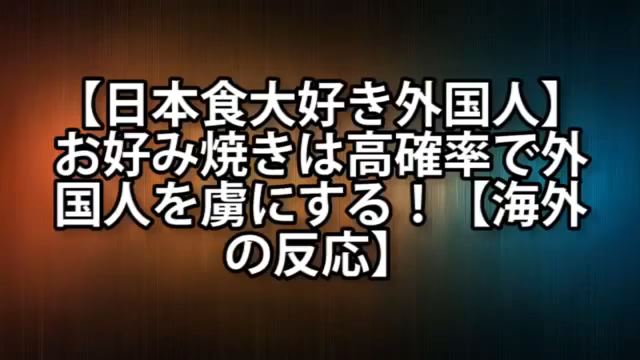 【日本食大好き外国人】
お好み焼きは高確率で外
国人を虜にする！【海外
の反応】